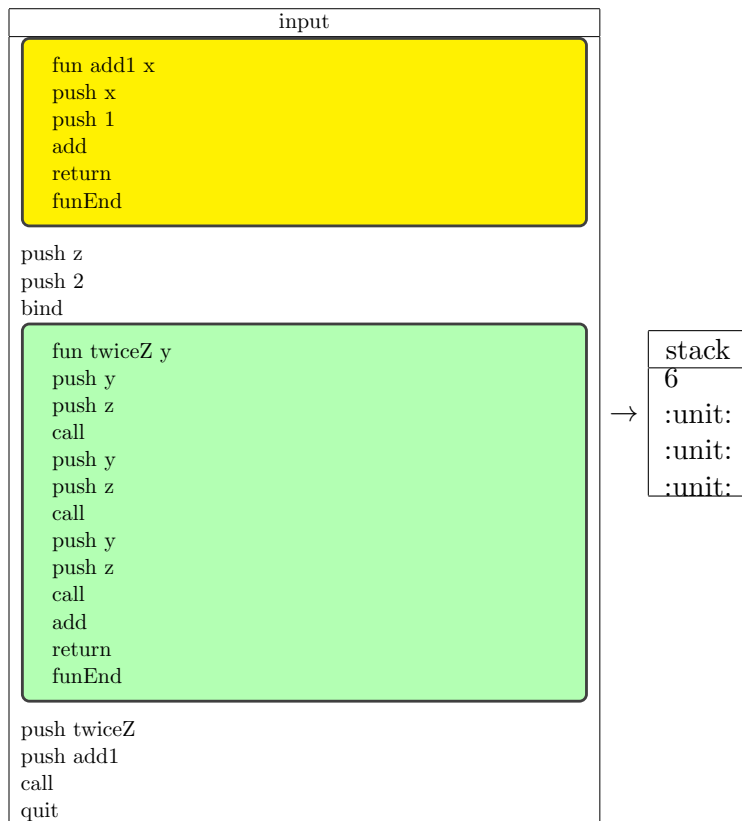 input
fun add1 x
push x
push 1
add
return
funEnd
push z
push 2
bind
fun twiceZ y
push y
push z
call
push y
push z
call
push y
push z
call
add
return
funEnd
push twiceZ
push add1
call
quit
→
stack
6
:unit:
:unit:
:unit: